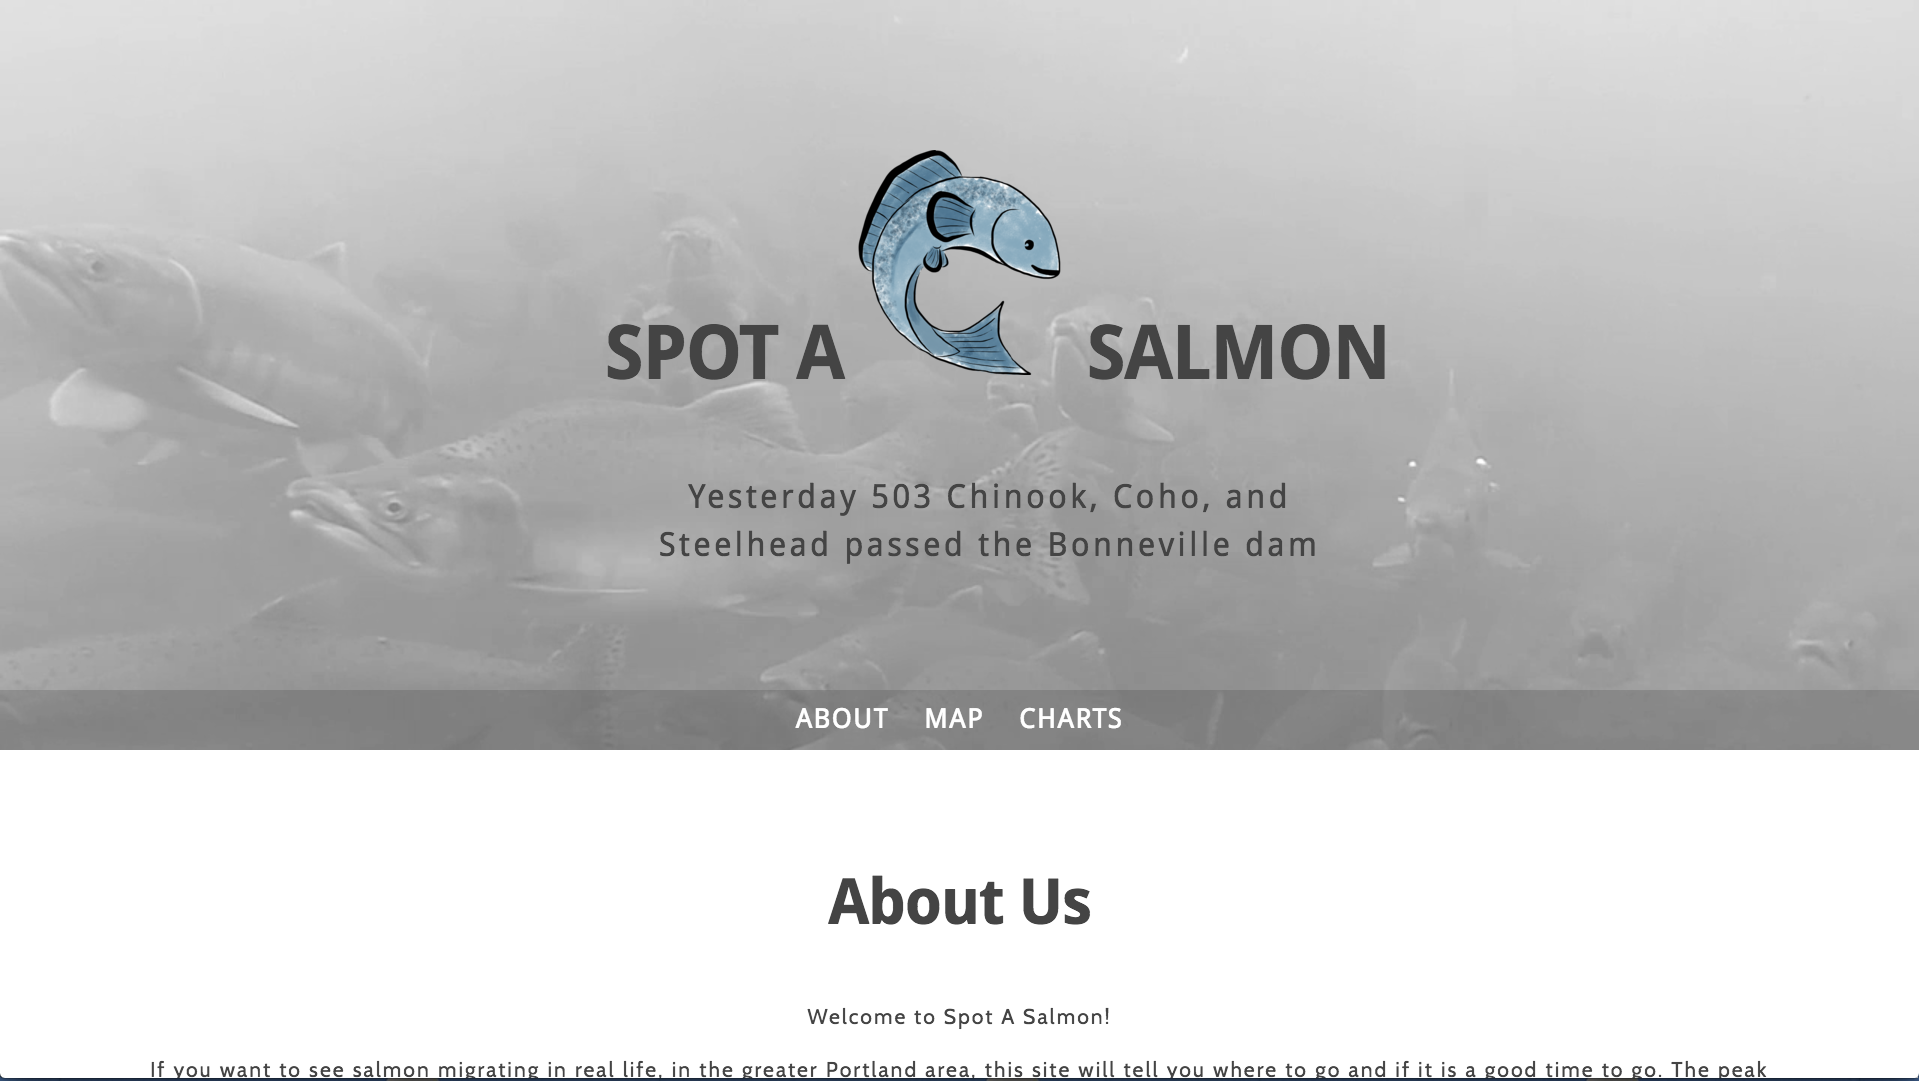 SPOT A SALMON
Yesterday 503 Chinook, Coho, and
Steelhead passed the Bonneville dam
ABOUT MAP CHARTS
About Us
Welcome to Spot A Salmon!
If you want to see salmon migrating in real life, in the greater Portland area, this site will tell you where to go and if it is a good time to go. The peak